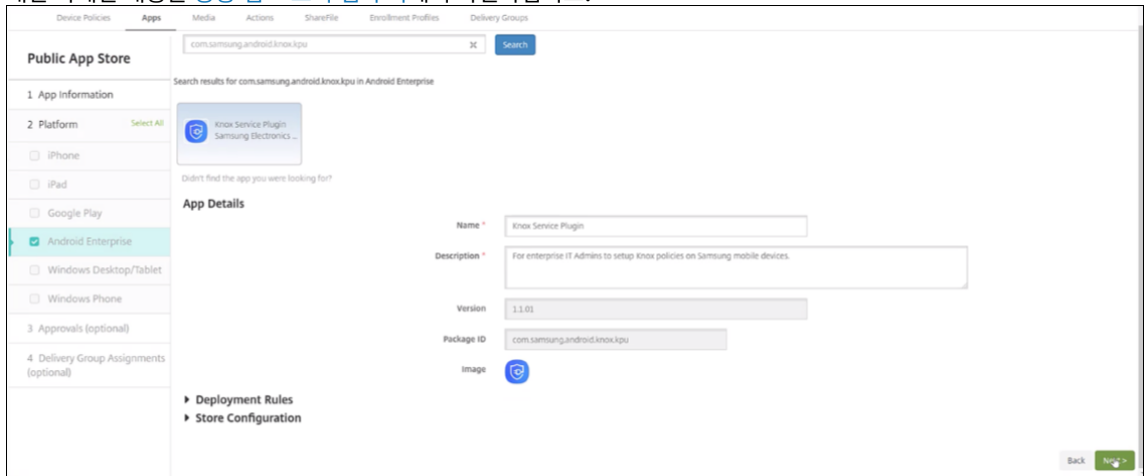 Device Policies Apps Media Actions ShareFile Enrollment Profiles Delivery Groups
Public App Store
1 App Information
2 Platform Select All
iPhone
iPad
Google Play
Android Enterprise
Windows Desktop/Tablet
Windows Phone
3 Approvals (optional)
4 Delivery Group Assignments
(optional)
com.samsung.android.knox.kpu Search
Search results for com.samsung.android.knox.kpu in Android Enterprise
Knox Service Plugin
Samsung Electronics ...
Didn't find the app you were looking for?
App Details
Name * Knox Service Plugin
Description * For enterprise IT Admins to setup Knox policies on Samsung mobile devices.
Version 1.1.01
Package ID com.samsung.android.knox.kpu
Image
Deployment Rules
Store Configuration
Back Next >